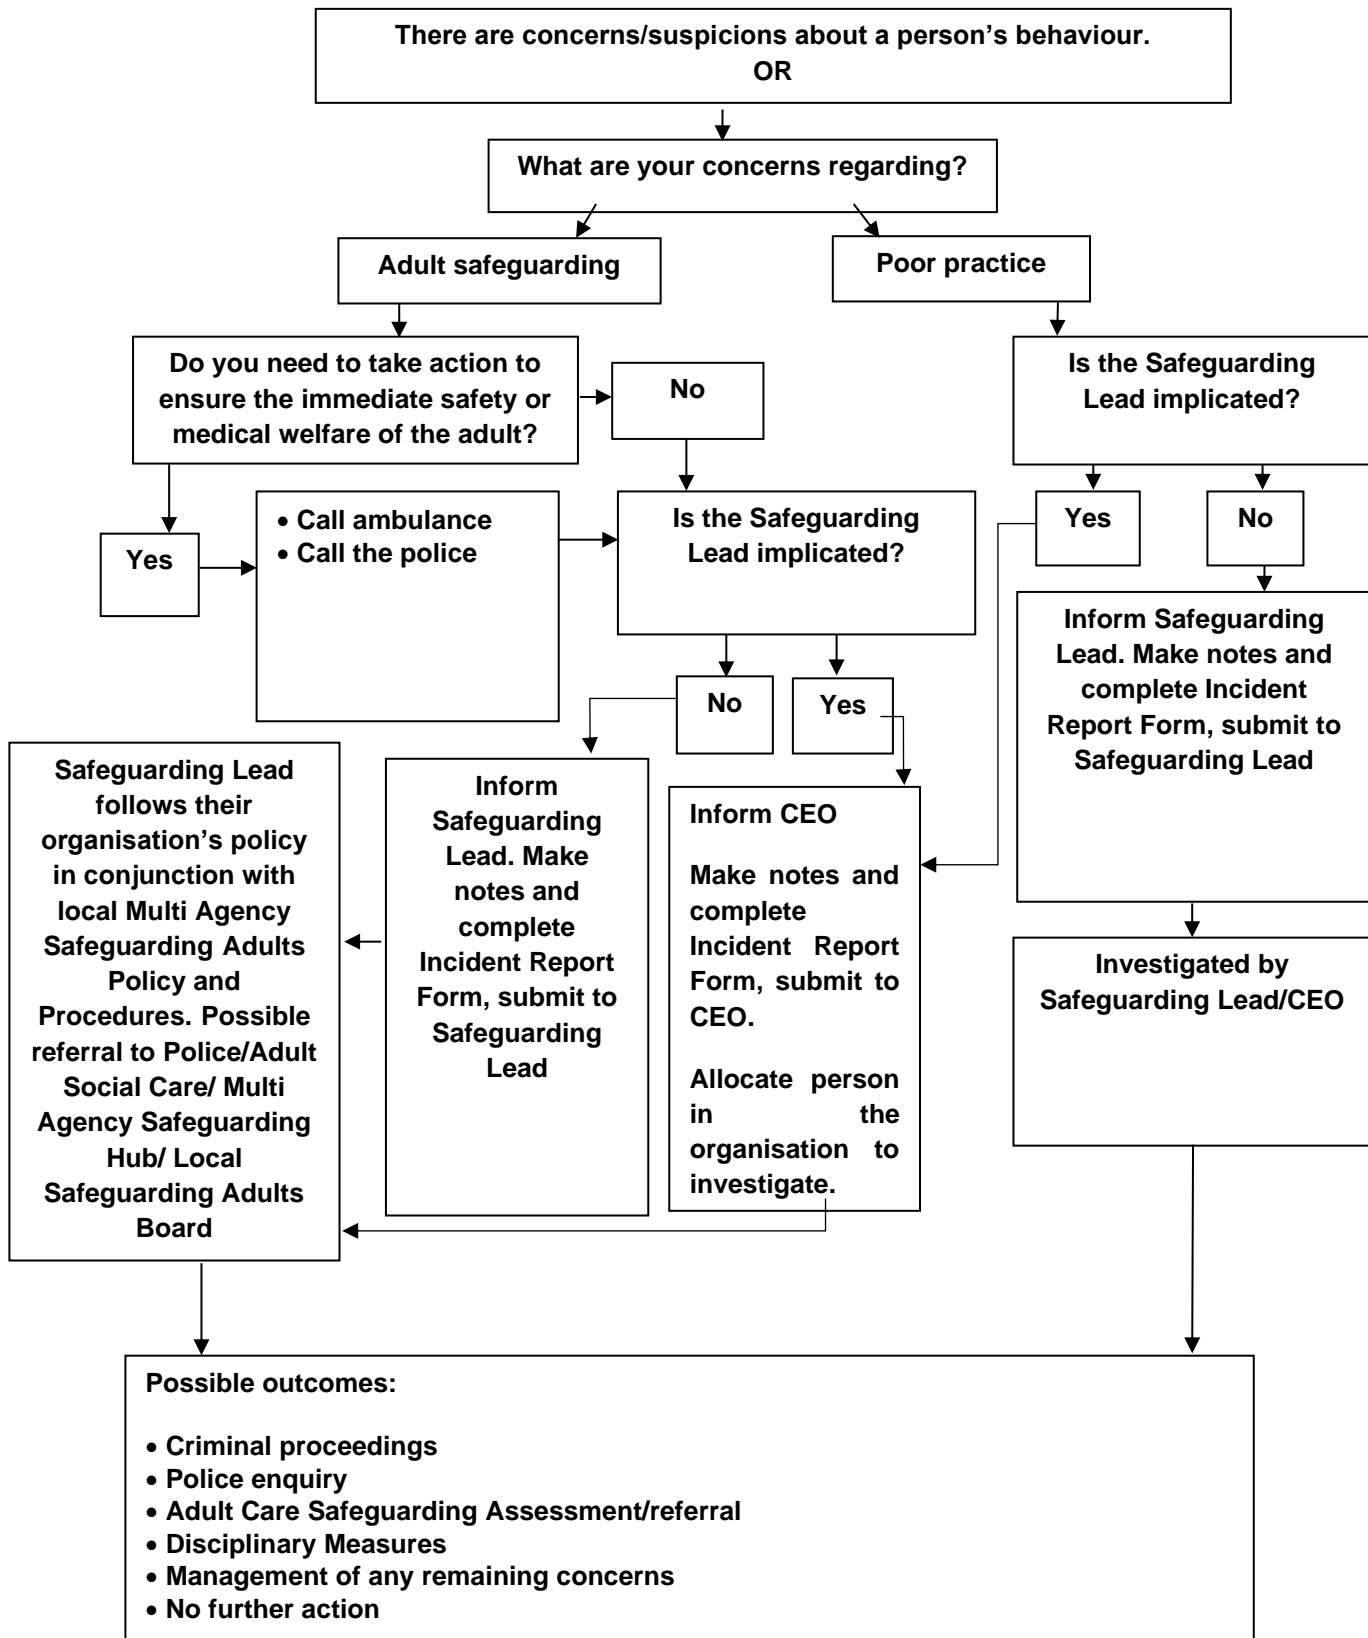 There are concerns/suspicions about a person’s behaviour.
OR
What are your concerns regarding?
Adult safeguarding
Poor practice
Do you need to take action to
ensure the immediate safety or
medical welfare of the adult?
No
Is the Safeguarding
Lead implicated?
Yes
• Call ambulance
• Call the police
Is the Safeguarding
Lead implicated?
Yes
No
No
Yes
Inform Safeguarding
Lead. Make notes and
complete Incident
Report Form, submit to
Safeguarding Lead
Safeguarding Lead
follows their
organisation’s policy
in conjunction with
local Multi Agency
Safeguarding Adults
Policy and
Procedures. Possible
referral to Police/Adult
Social Care/ Multi
Agency Safeguarding
Hub/ Local
Safeguarding Adults
Board
Inform
Safeguarding
Lead. Make
notes and
complete
Incident Report
Form, submit to
Safeguarding
Lead
Inform CEO
Make notes and
complete
Incident Report
Form, submit to
CEO.
Allocate person
in the
organisation to
investigate.
Investigated by
Safeguarding Lead/CEO
Possible outcomes:
• Criminal proceedings
• Police enquiry
• Adult Care Safeguarding Assessment/referral
• Disciplinary Measures
• Management of any remaining concerns
• No further action